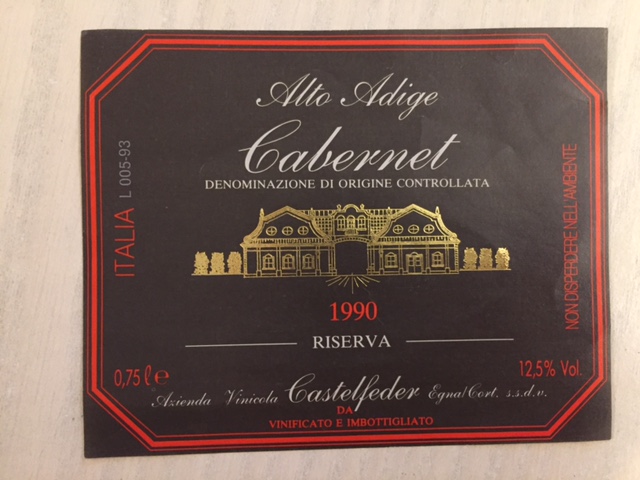 Alto Adige
Cabernet
DENOMINAZIONE DI ORIGINE CONTROLLATA
ITALIA L 005-93
NON DISPERDERE NELL'AMBIENTE
1990
RISERVA
0,75 l e
12,5% Vol.
Azienda Vinicola Castelfeder Egna/Cort. s.s.d.v.
DA
VINIFICATO E IMBOTTIGLIATO